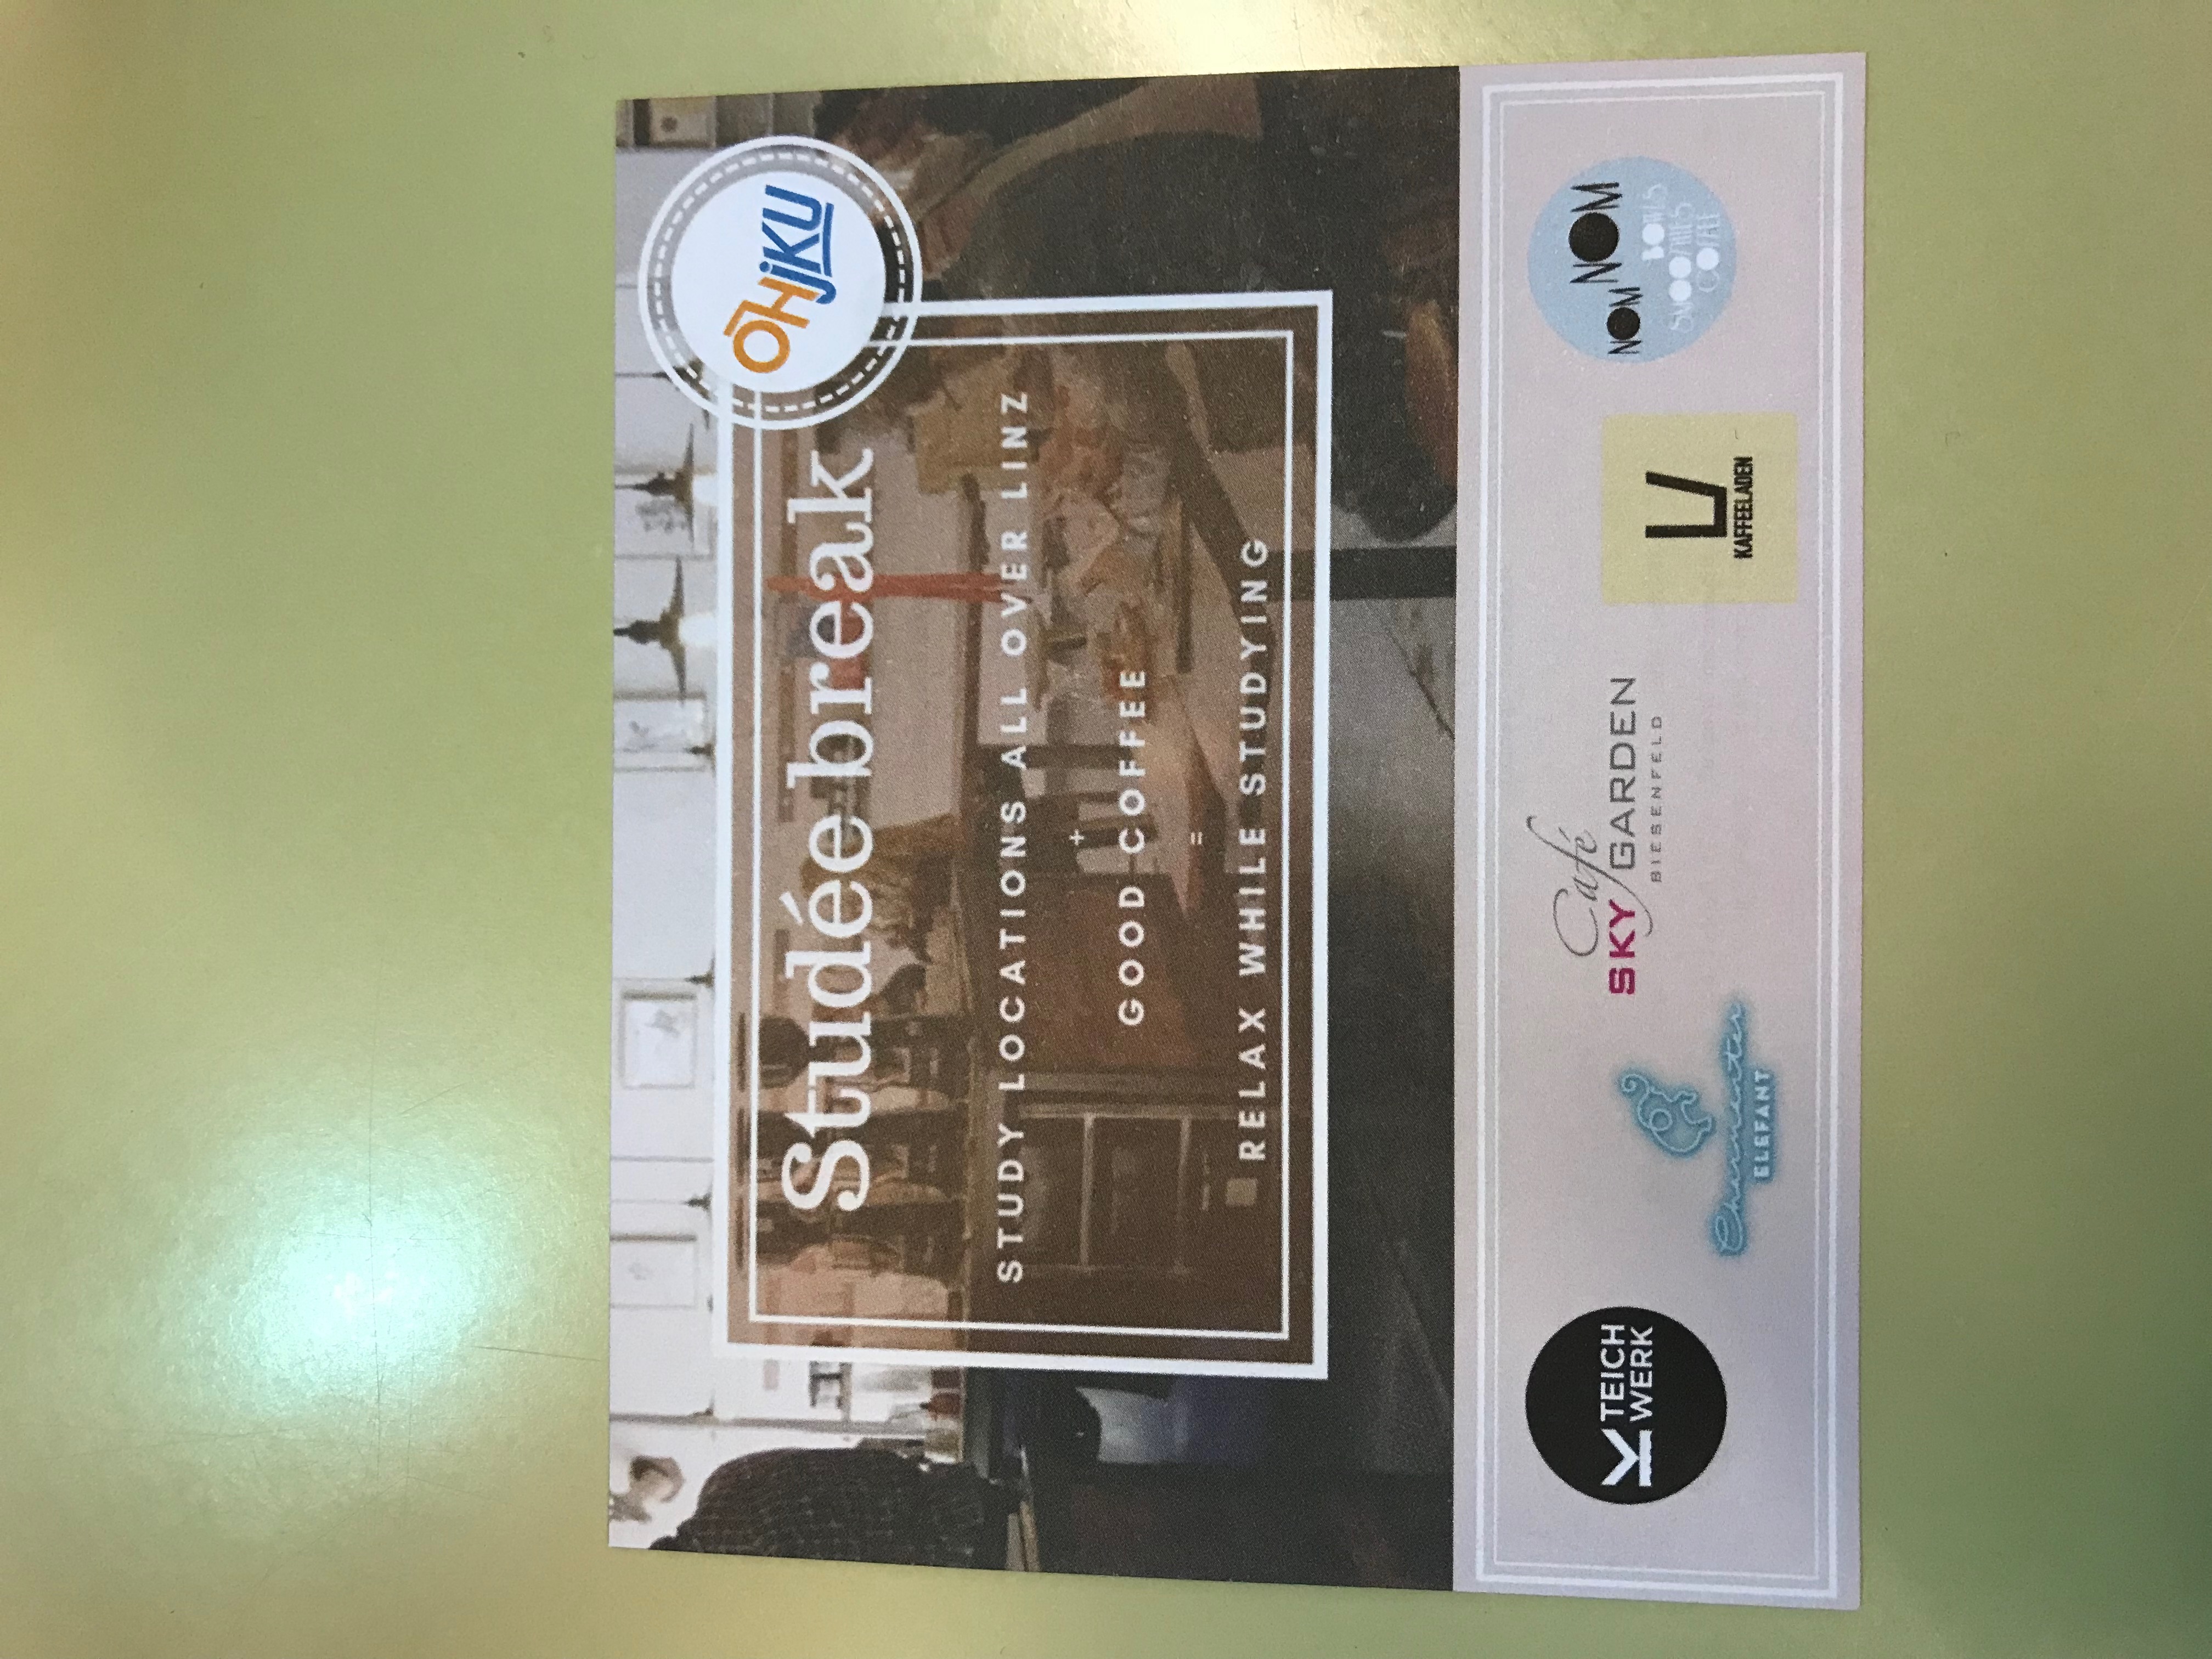 Studée break
ÖH JKU
STUDY LOCATIONS ALL OVER LINZ
+
GOOD COFFEE
=
RELAX WHILE STUDYING
TEICH
WERK
Charmanter
ELEFANT
Café
SKY GARDEN
BIESENFELD
KAFFEELADEN
NOM NOM
BOWLS
SMOOTHIES
COFFEE